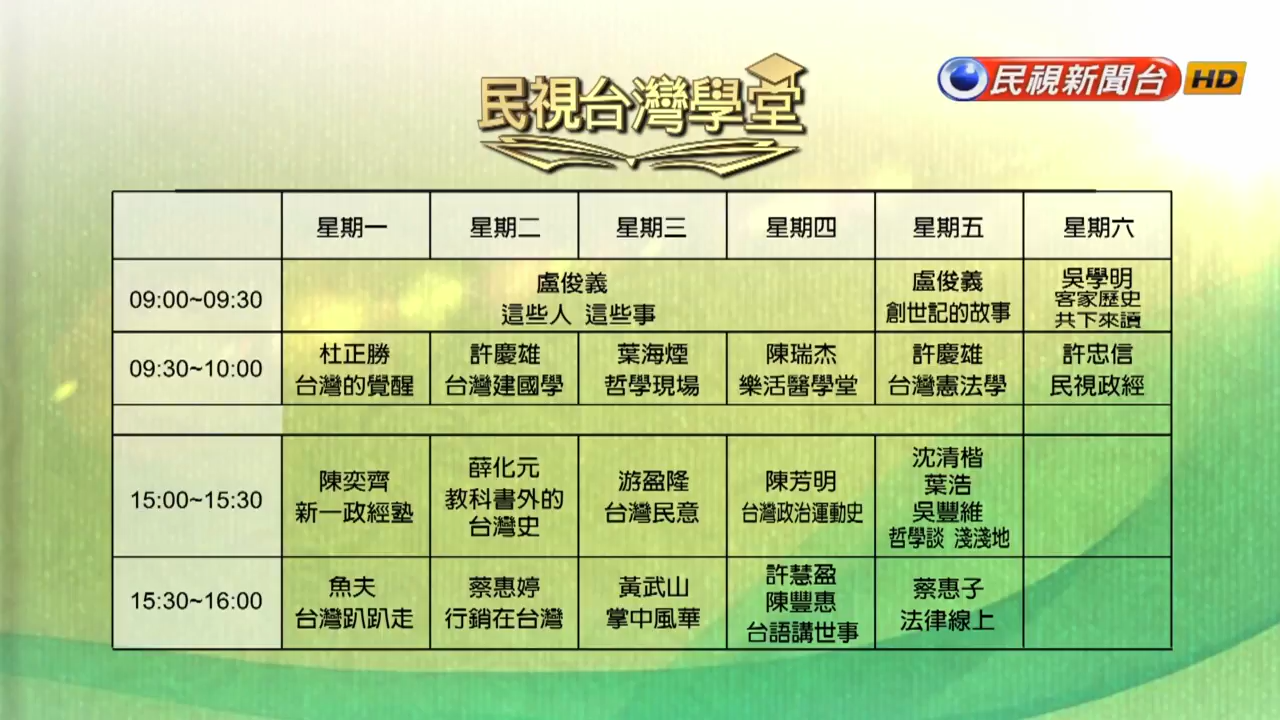 民視台灣學堂
民視新聞台 HD
星期一 星期二 星期三 星期四 星期五 星期六
09:00~09:30
盧俊義
這些人 這些事
盧俊義
創世記的故事
吳學明
客家歷史
共下來讀
09:30~10:00
杜正勝
台灣的覺醒
許慶雄
台灣建國學
葉海煙
哲學現場
陳瑞杰
樂活醫學堂
許慶雄
台灣憲法學
許忠信
民視政經
15:00~15:30
陳奕齊
新一政經塾
薛化元
教科書外的
台灣史
游盈隆
台灣民意
陳芳明
台灣政治運動史
沈清楷
葉浩
吳豐維
哲學談 淺淺地
15:30~16:00
魚夫
台灣趴趴走
蔡惠婷
行銷在台灣
黃武山
掌中風華
許慧盈
陳豐惠
台語講世事
蔡惠子
法律線上